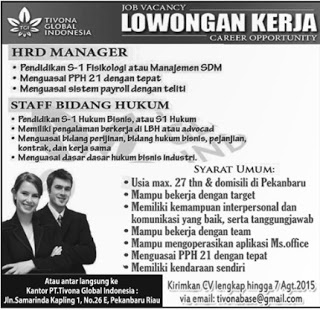 TGI
TIVONA
GLOBAL
INDONESIA
JOB VACANCY
LOWONGAN KERJA
CAREER OPPORTUNITY
HRD MANAGER
• Pendidikan S-1 Fisikologi atau Manajemen SDM
• Menguasai PPH 21 dengan tepat
• Menguasai sistem payroll dengan teliti
STAFF BIDANG HUKUM
• Pendidikan S-1 Hukum Bisnis, atau S1 Hukum
• Memiliki pengalaman berkerja di LBH atau advocad
• Menguasai bidang perijinan, bidang hukum bisnis, pejanjian,
kontrak, dan kerja sama
• Menguasai dasar dasar hukum bisnis industri.
SYARAT UMUM:
- Usia max. 27 thn & domisili di Pekanbaru
- Mampu bekerja dengan target
- Memiliki kemampuan interpersonal dan
komunikasi yang baik, serta tanggungjawab
- Mampu bekerja dengan team
- Mampu mengoperasikan aplikasi Ms.office
- Menguasai PPH 21 dengan tepat
- Memiliki kendaraan sendiri
Atau antar langsung ke
Kantor PT.Tivona Global Indonesia :
Jln.Samarinda Kapling 1, No.26 E, Pekanbaru Riau
Kirimkan CV lengkap hingga 7 Agt.2015
via email: tivonabase@gmail.com